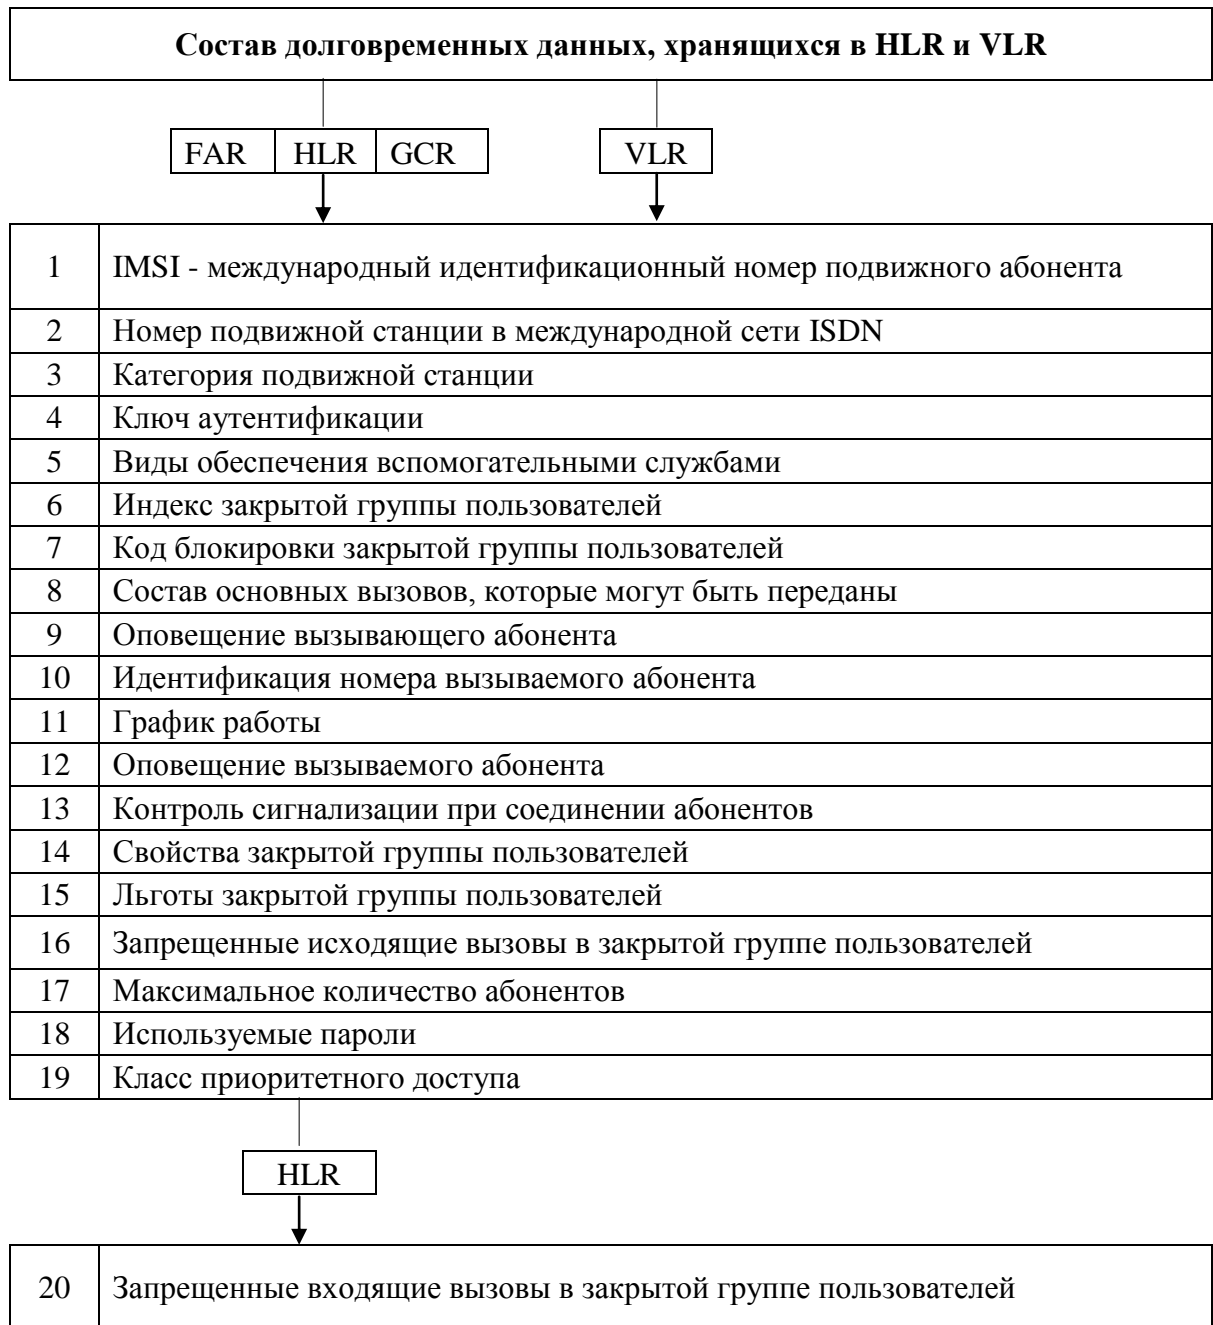 Состав долговременных данных, хранящихся в HLR и VLR
FAR HLR GCR VLR
1 IMSI - международный идентификационный номер подвижного абонента
2 Номер подвижной станции в международной сети ISDN
3 Категория подвижной станции
4 Ключ аутентификации
5 Виды обеспечения вспомогательными службами
6 Индекс закрытой группы пользователей
7 Код блокировки закрытой группы пользователей
8 Состав основных вызовов, которые могут быть переданы
9 Оповещение вызывающего абонента
10 Идентификация номера вызываемого абонента
11 График работы
12 Оповещение вызываемого абонента
13 Контроль сигнализации при соединении абонентов
14 Свойства закрытой группы пользователей
15 Льготы закрытой группы пользователей
16 Запрещенные исходящие вызовы в закрытой группе пользователей
17 Максимальное количество абонентов
18 Используемые пароли
19 Класс приоритетного доступа
HLR
20 Запрещенные входящие вызовы в закрытой группе пользователей